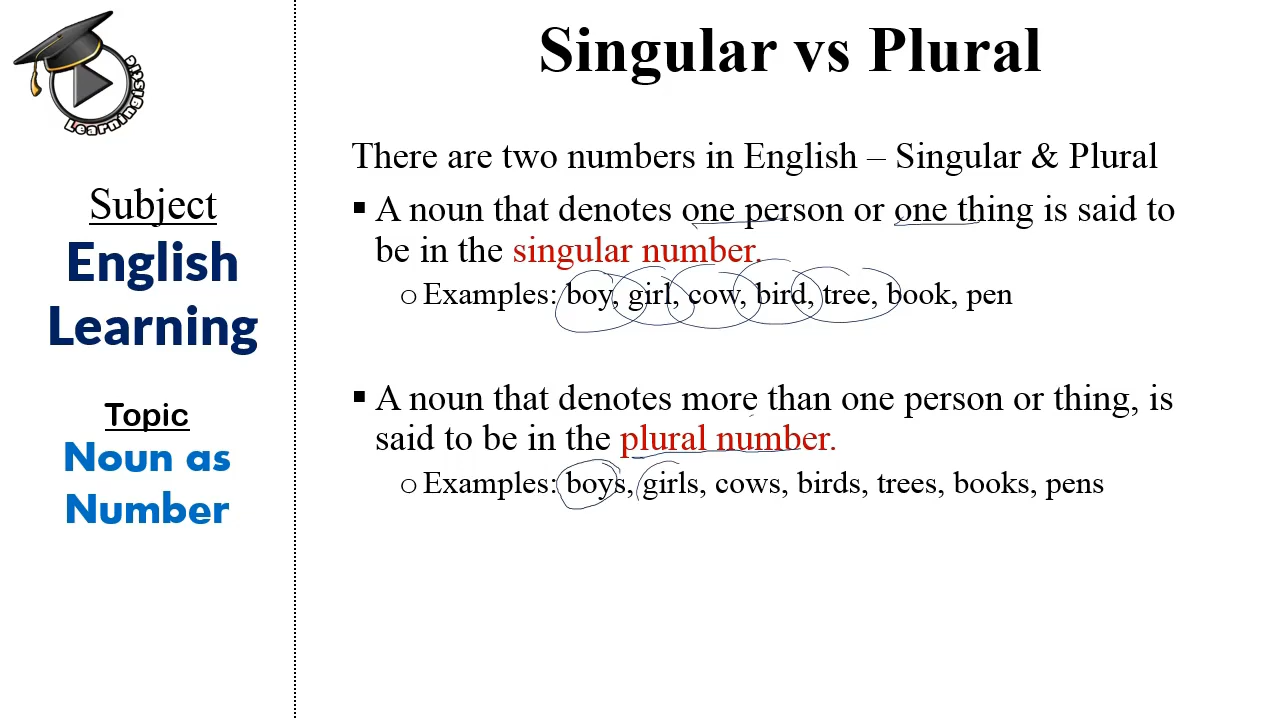 Learningisgla
Subject
English
Learning
Topic
Noun as
Number
Singular vs Plural
There are two numbers in English – Singular & Plural
▪ A noun that denotes one person or one thing is said to
be in the singular number.
o Examples: boy, girl, cow, bird, tree, book, pen
▪ A noun that denotes more than one person or thing, is
said to be in the plural number.
o Examples: boys, girls, cows, birds, trees, books, pens